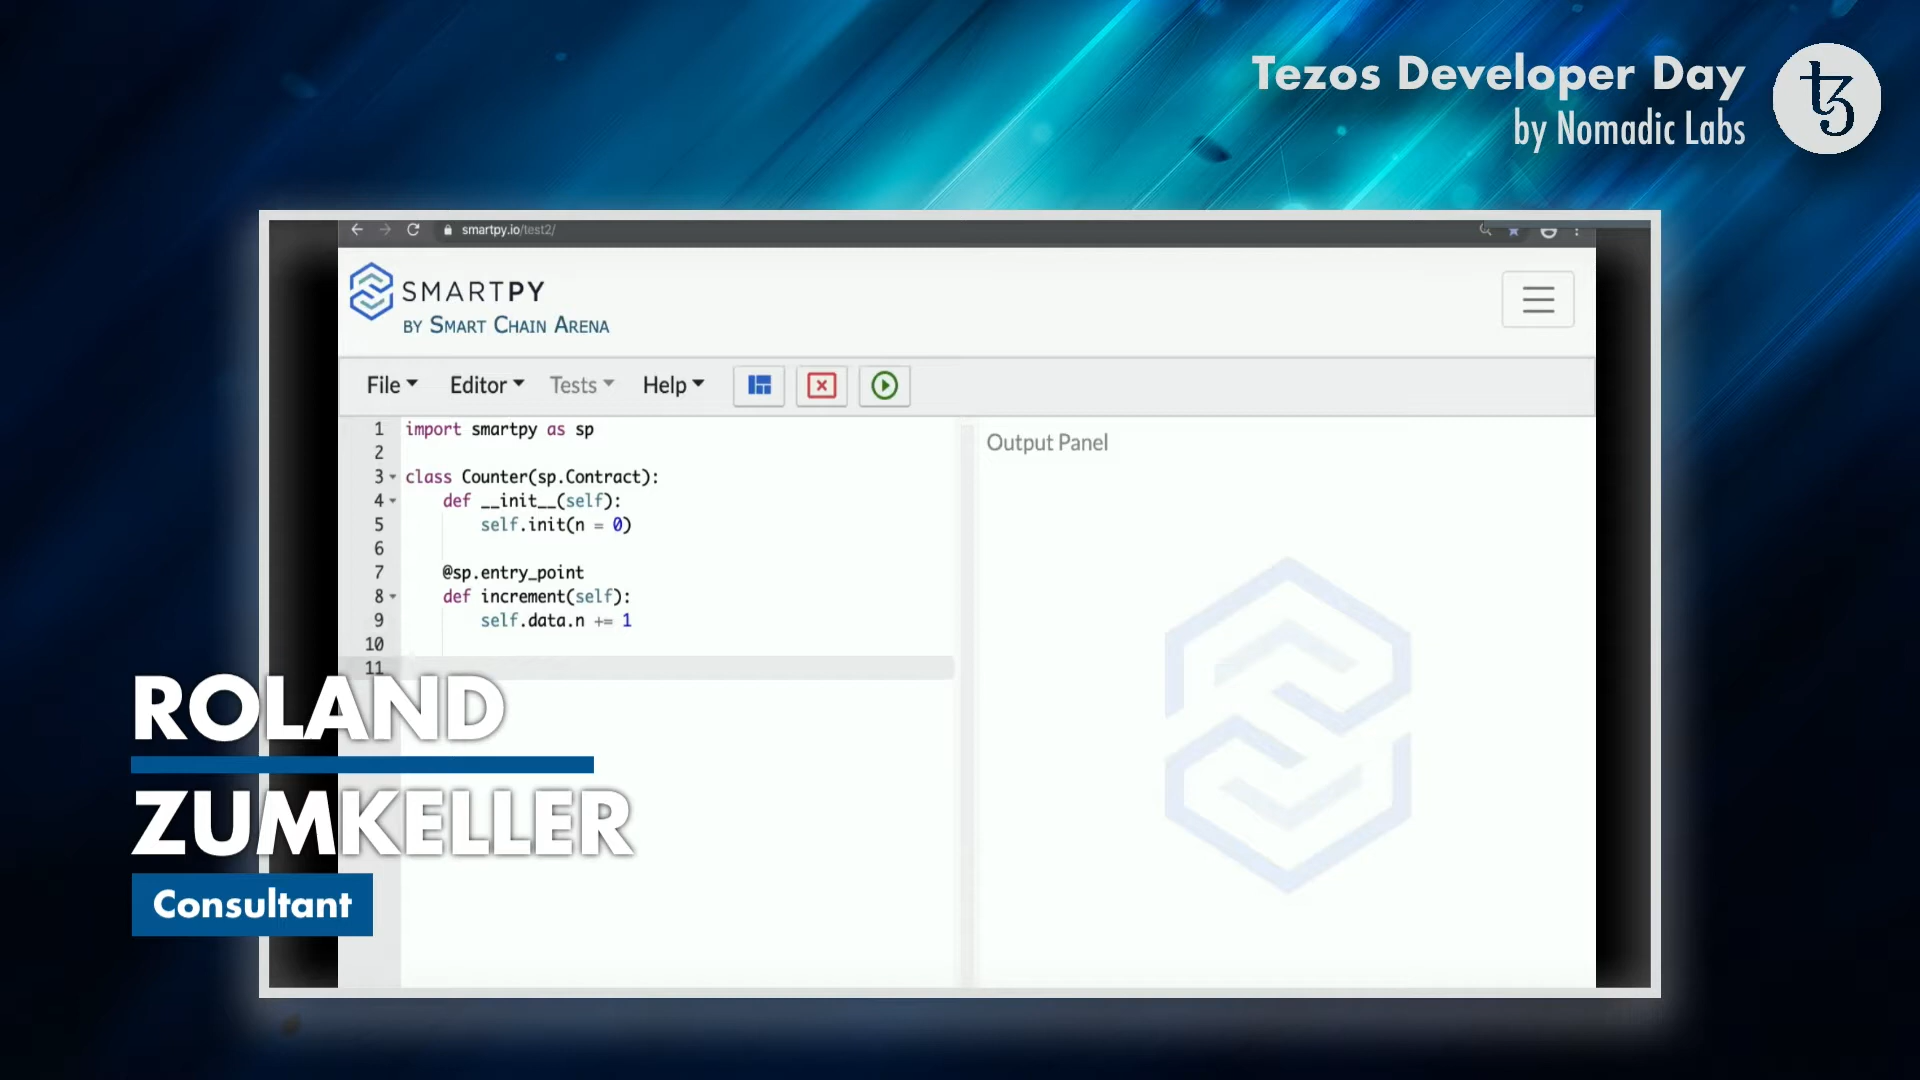 Tezos Developer Day
by Nomadic Labs
smartpy.io/test2/
SMARTPY
BY SMART CHAIN ARENA
File Editor Tests Help
1 import smartpy as sp
2
3 class Counter(sp.Contract):
4 def __init__(self):
5 self.init(n = 0)
6
7 @sp.entry_point
8 def increment(self):
9 self.data.n += 1
10
11
Output Panel
ROLAND
ZUMKELLER
Consultant